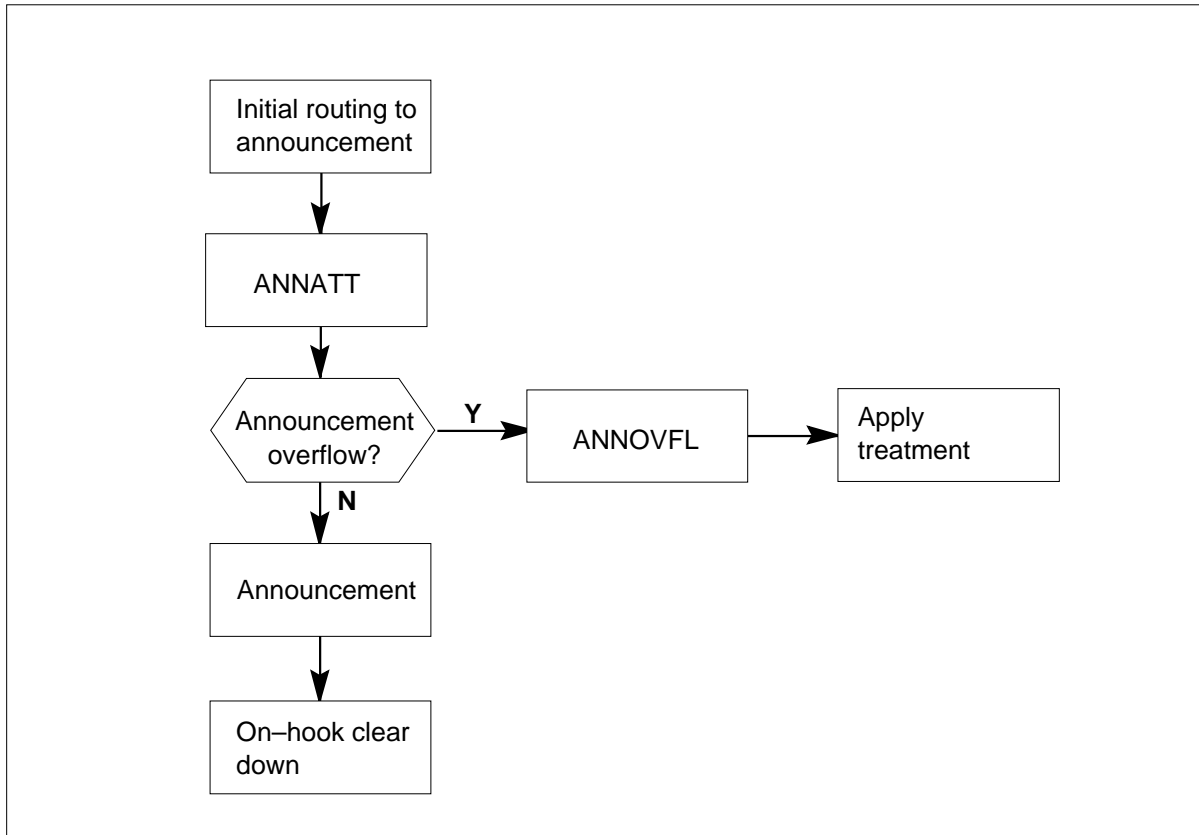 Initial routing to
announcement
ANNATT
Announcement
overflow?
Y
ANNOVFL
Apply
treatment
N
Announcement
On–hook clear
down